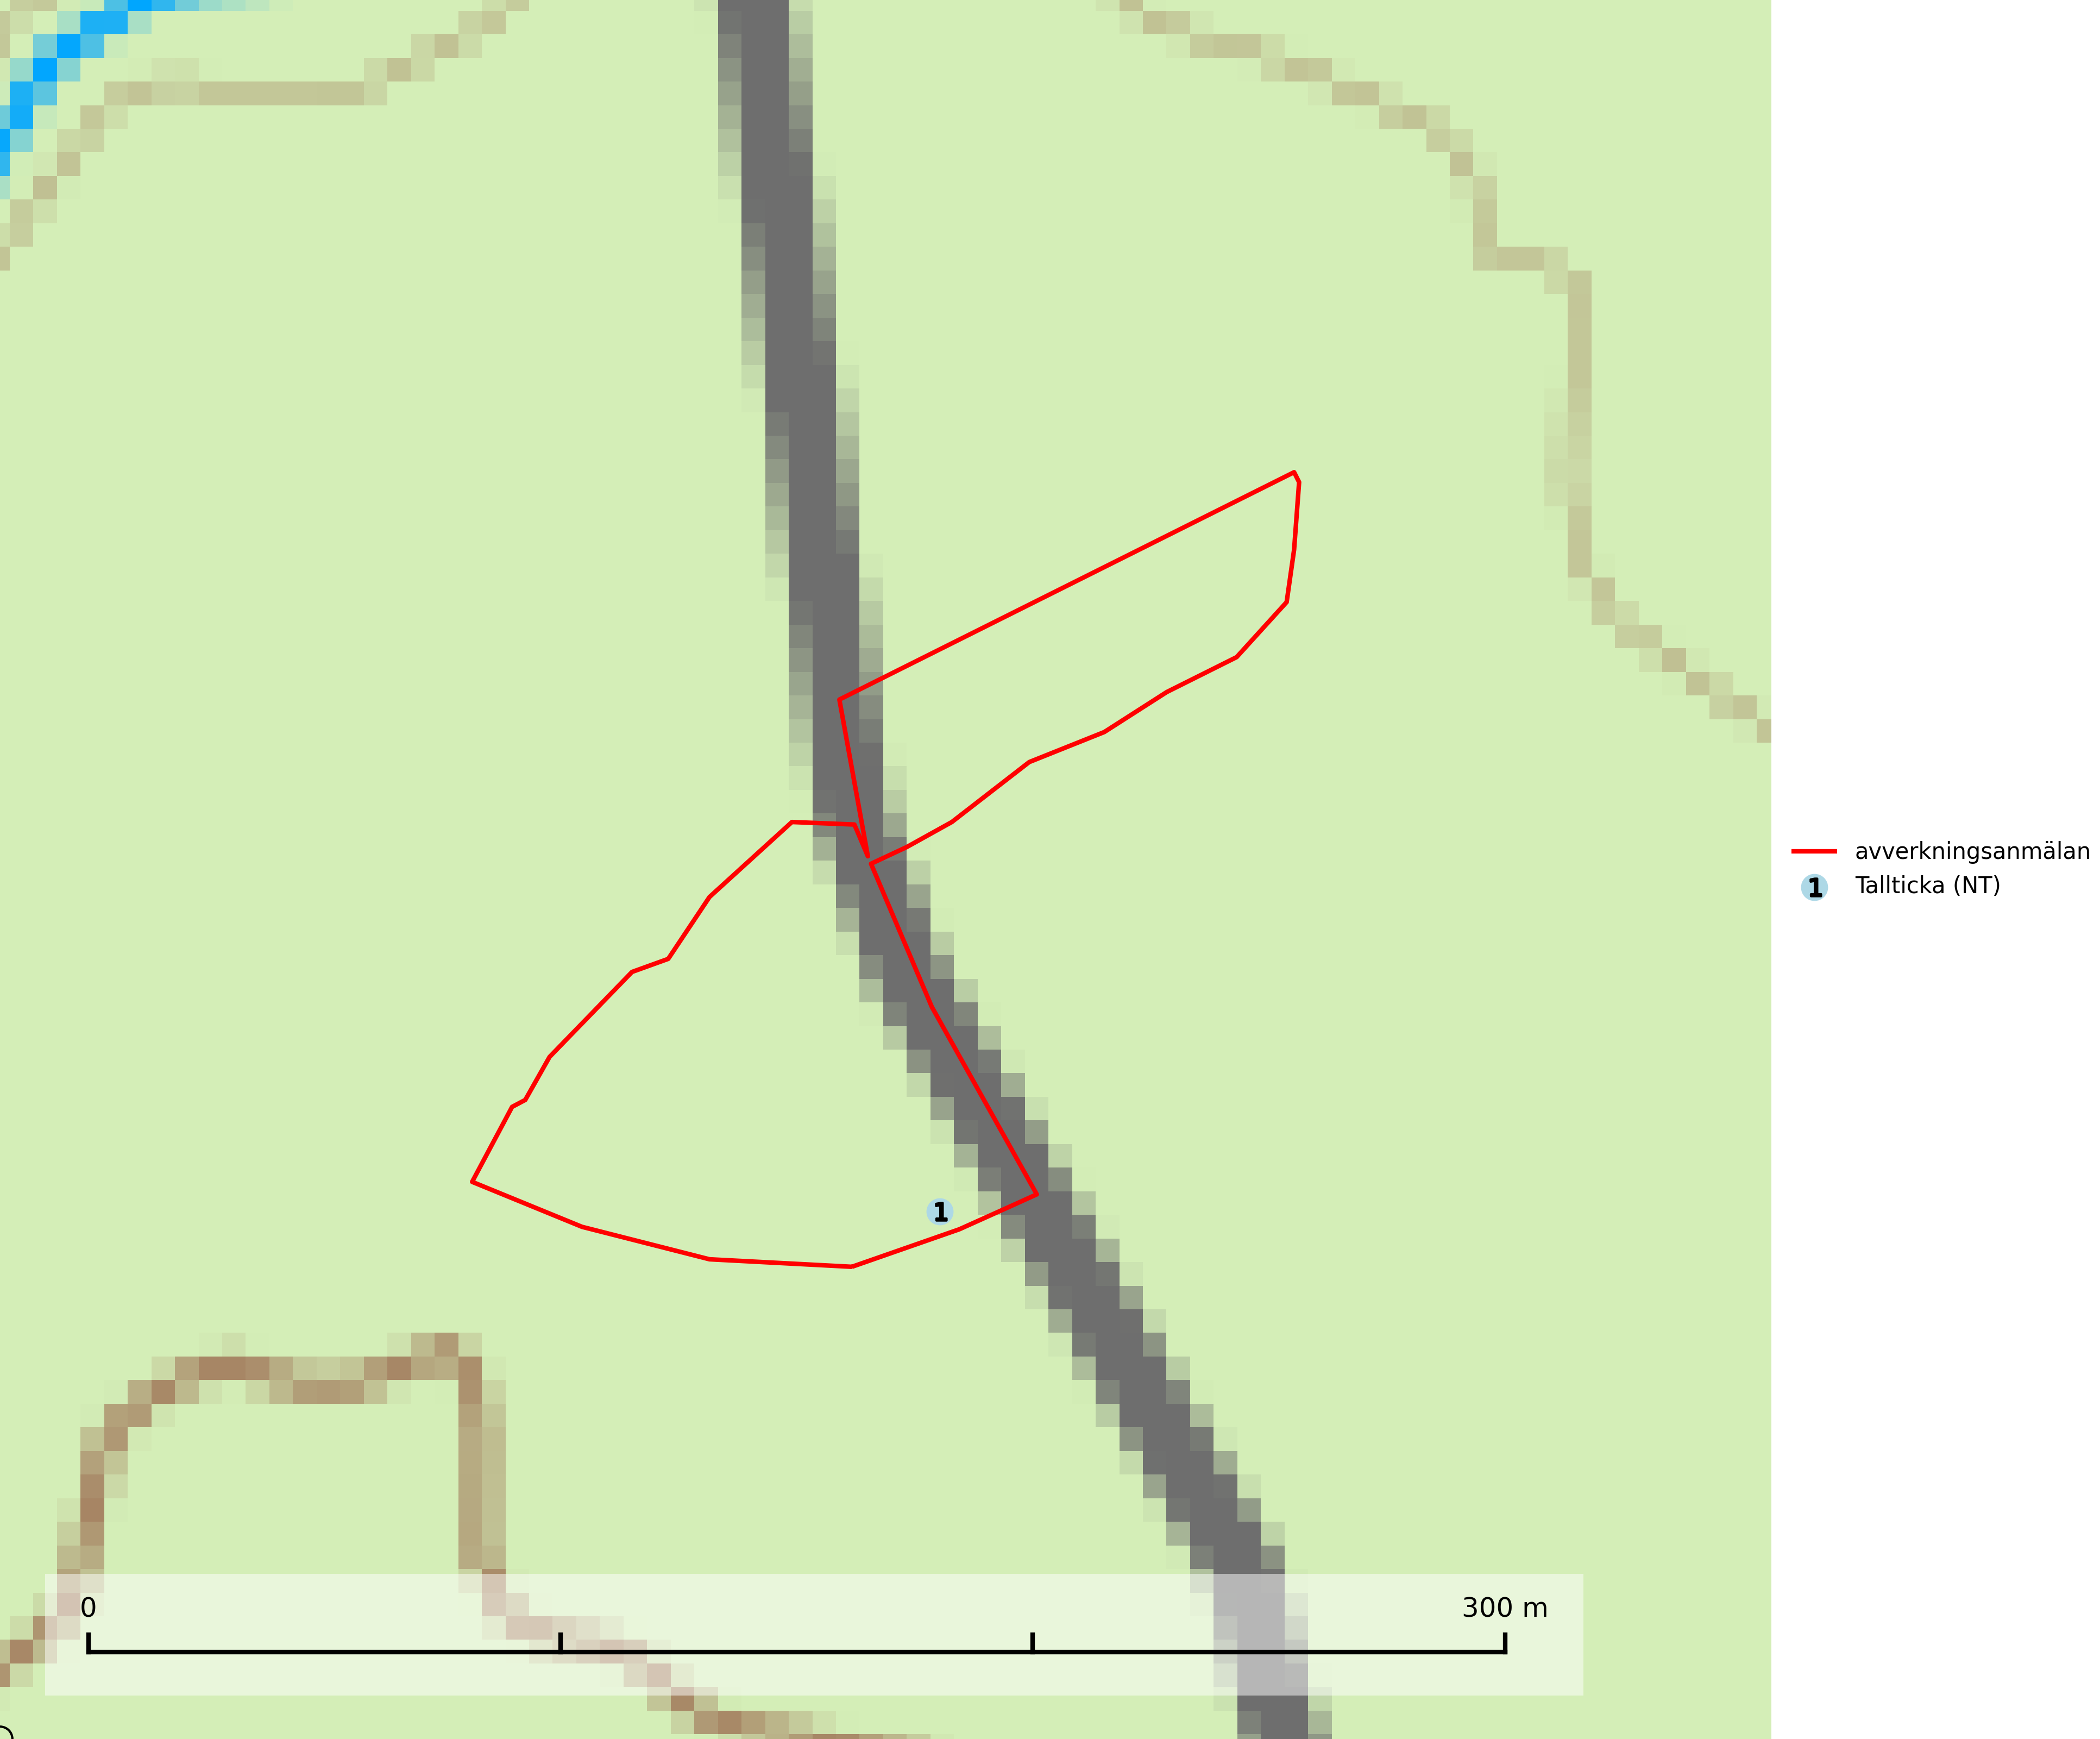 avverkningsanmälan
1 Tallticka (NT)
1
0 300 m